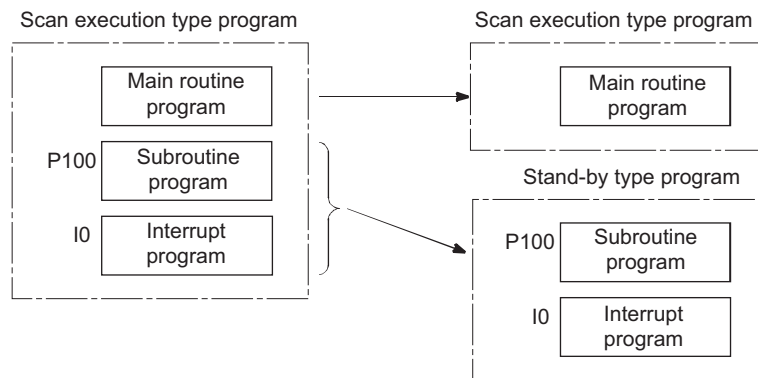 Scan execution type program
Main routine
program
P100
Subroutine
program
I0
Interrupt
program
Scan execution type program
Main routine
program
Stand-by type program
P100
Subroutine
program
I0
Interrupt
program